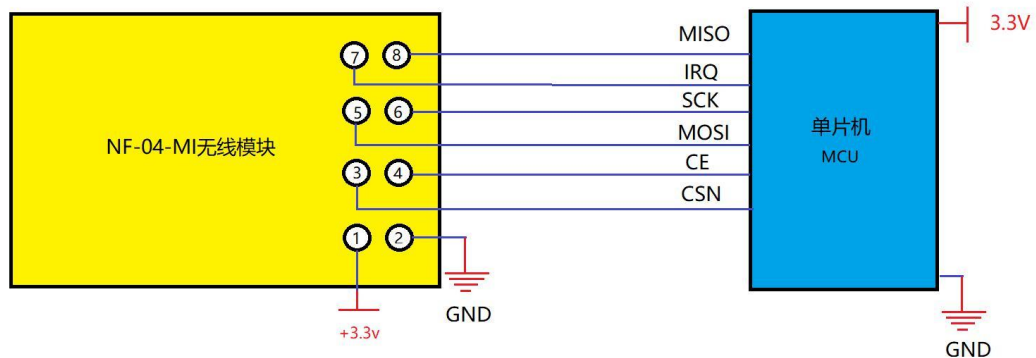 MISO
3.3V
7
8
IRQ
SCK
5
6
单片机
MCU
MOSI
NF-04-MI无线模块
CE
3
4
CSN
1
2
GND
+3.3v
GND